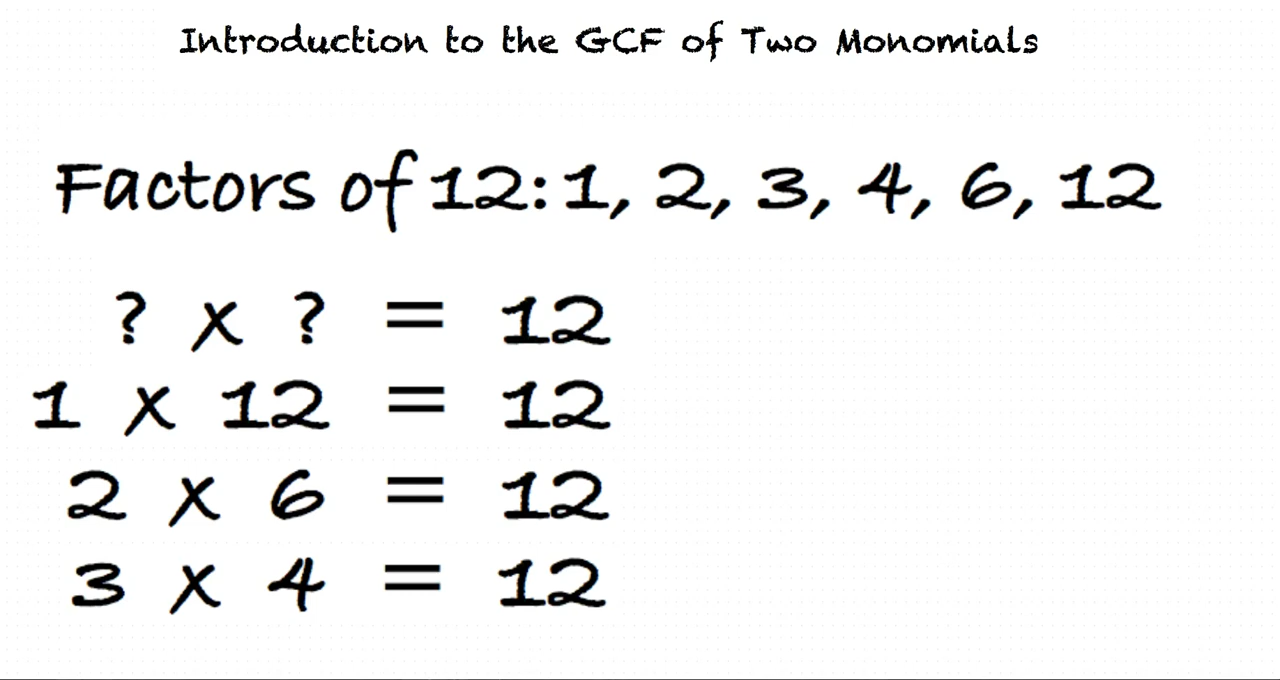 Introduction to the GCF of Two Monomials
Factors of 12: 1, 2, 3, 4, 6, 12
? x ? = 12
1 x 12 = 12
2 x 6 = 12
3 x 4 = 12